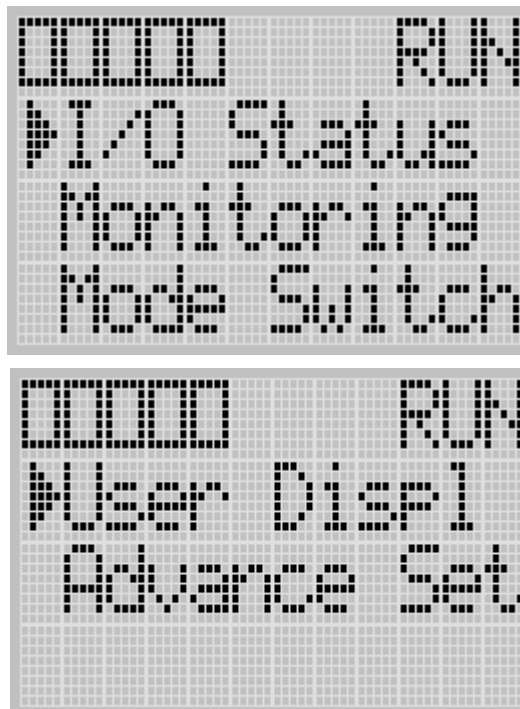 RUN
I/O Status
Monitoring
Mode Switch
RUN
User Displ
Advance Set.